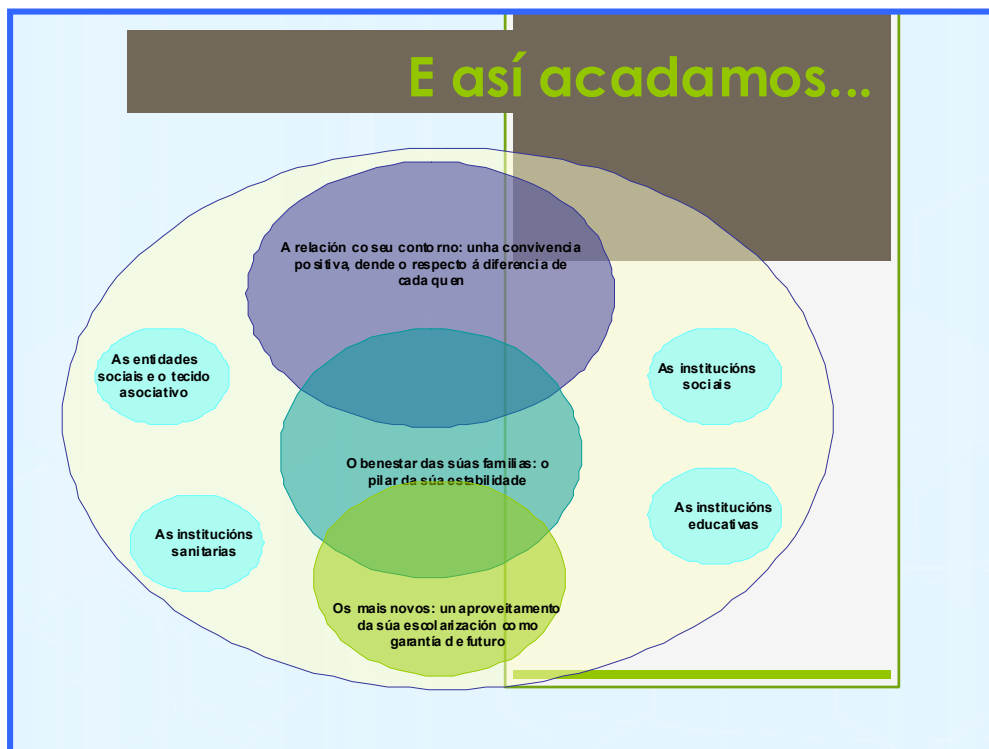 E así acadamos...
A relación co seu contorno: unha convivencia
positiva, dende o respecto á diferencia de
cada quen
As entidades
sociais e o tecido
asociativo
As institucións
sociais
O benestar das súas familias: o
pilar da súa estabilidade
As institucións
sanitarias
As institucións
educativas
Os mais novos: un aproveitamento
da súa escolarización como
garantía de futuro